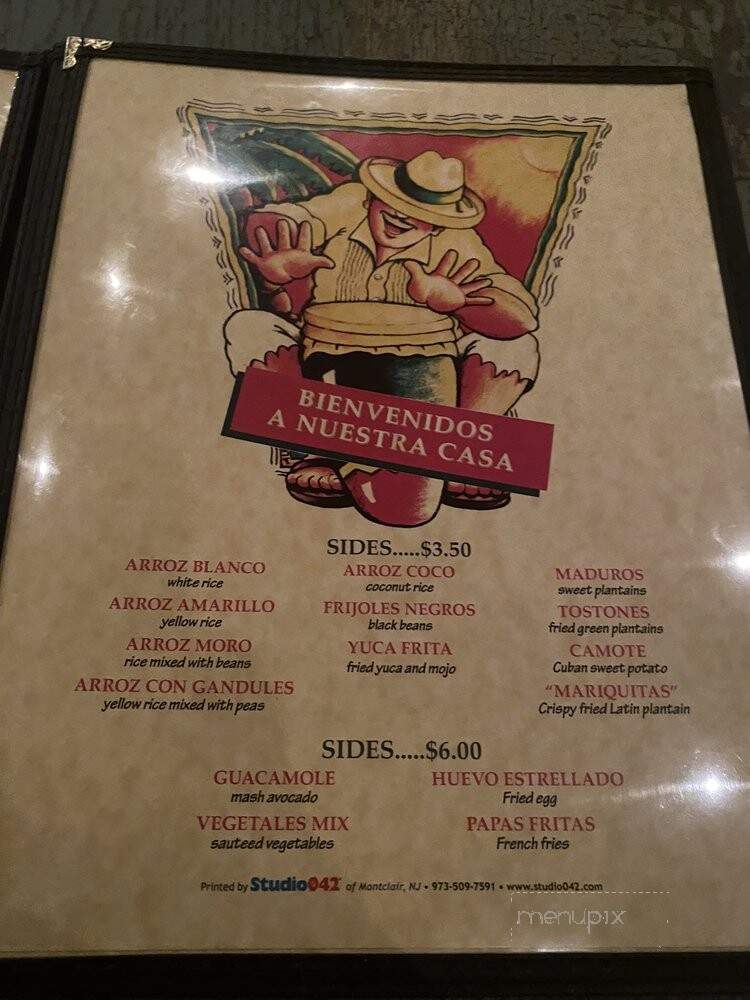 BIENVENIDOS
A NUESTRA CASA
SIDES.....$3.50
ARROZ BLANCO
white rice
ARROZ AMARILLO
yellow rice
ARROZ MORO
rice mixed with beans
ARROZ CON GANDULES
yellow rice mixed with peas
ARROZ COCO
coconut rice
FRIJOLES NEGROS
black beans
YUCA FRITA
fried yuca and mojo
MADUROS
sweet plantains
TOSTONES
fried green plantains
CAMOTE
Cuban sweet potato
“MARIQUITAS”
Crispy fried Latin plantain
SIDES.....$6.00
GUACAMOLE
mash avocado
VEGETALES MIX
sauteed vegetables
HUEVO ESTRELLADO
Fried egg
PAPAS FRITAS
French fries
Printed by Studio042 of Montclair, NJ • 973-509-7591 • www.studio042.com
menupix